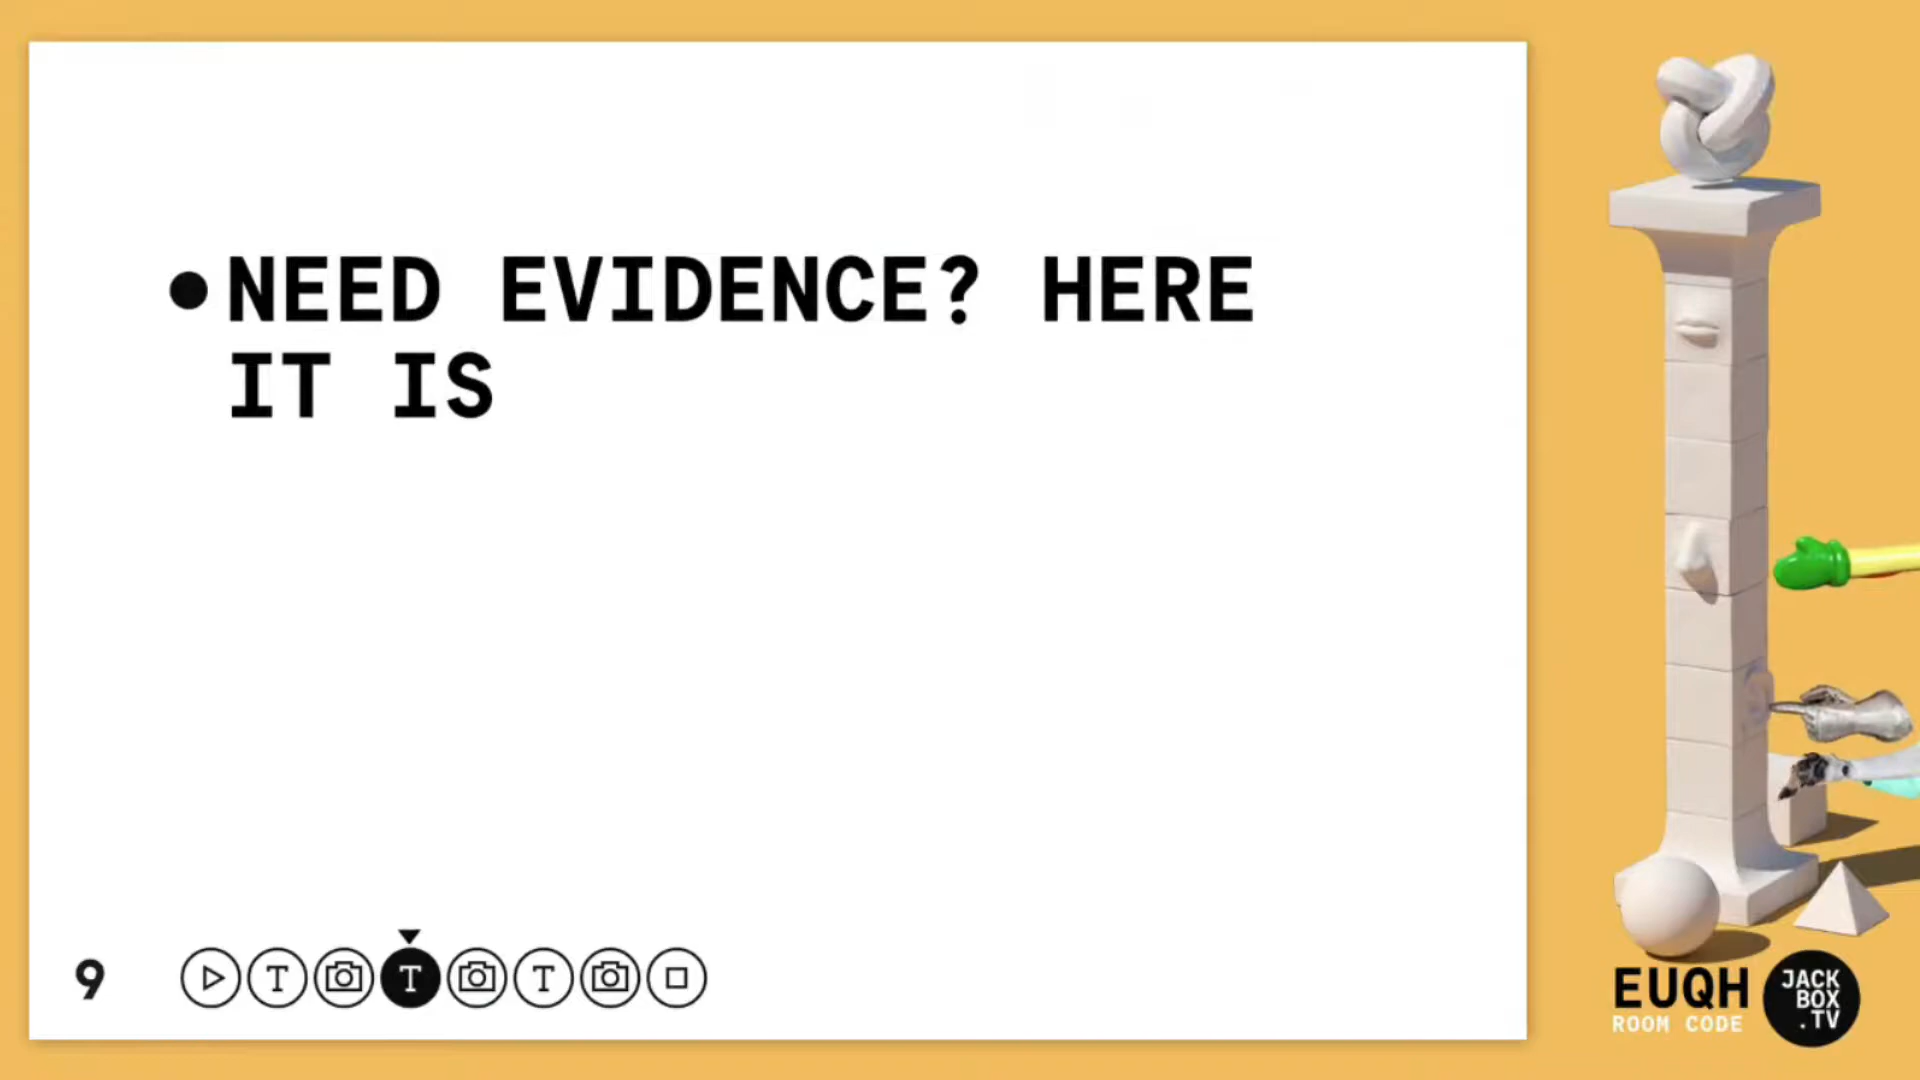 •NEED EVIDENCE? HERE
IT IS
9
T T T
EUQH
ROOM CODE
JACK
BOX
.TV